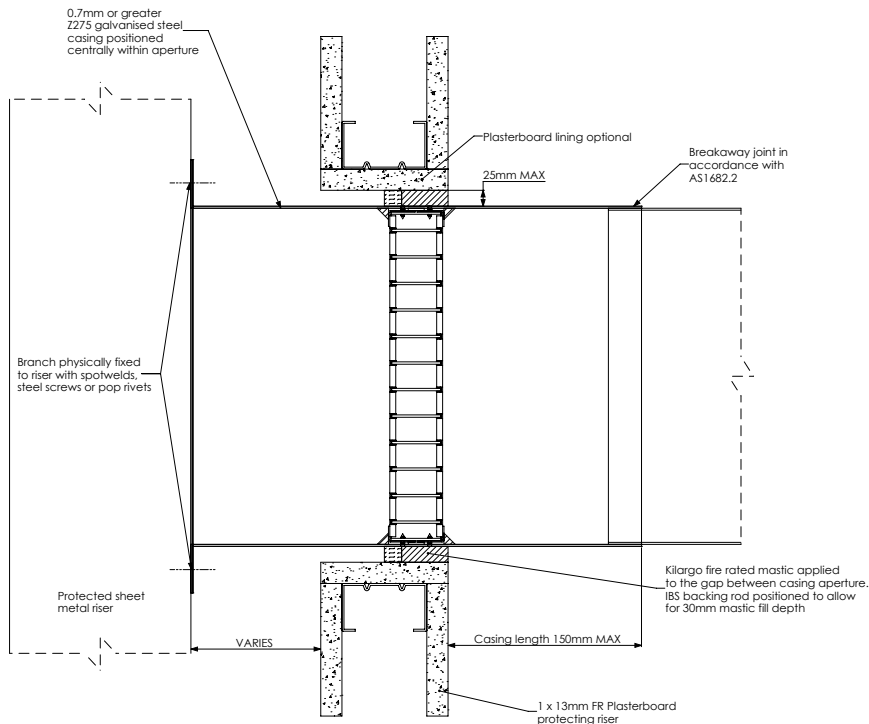 0.7mm or greater
Z275 galvanised steel
casing positioned
centrally within aperture
Plasterboard lining optional
Breakaway joint in
accordance with
AS1682.2
25mm MAX
Branch physically fixed
to riser with spotwelds,
steel screws or pop rivets
Kilargo fire rated mastic applied
to the gap between casing aperture.
IBS backing rod positioned to allow
for 30mm mastic fill depth
Protected sheet
metal riser
VARIES
Casing length 150mm MAX
1 x 13mm FR Plasterboard
protecting riser